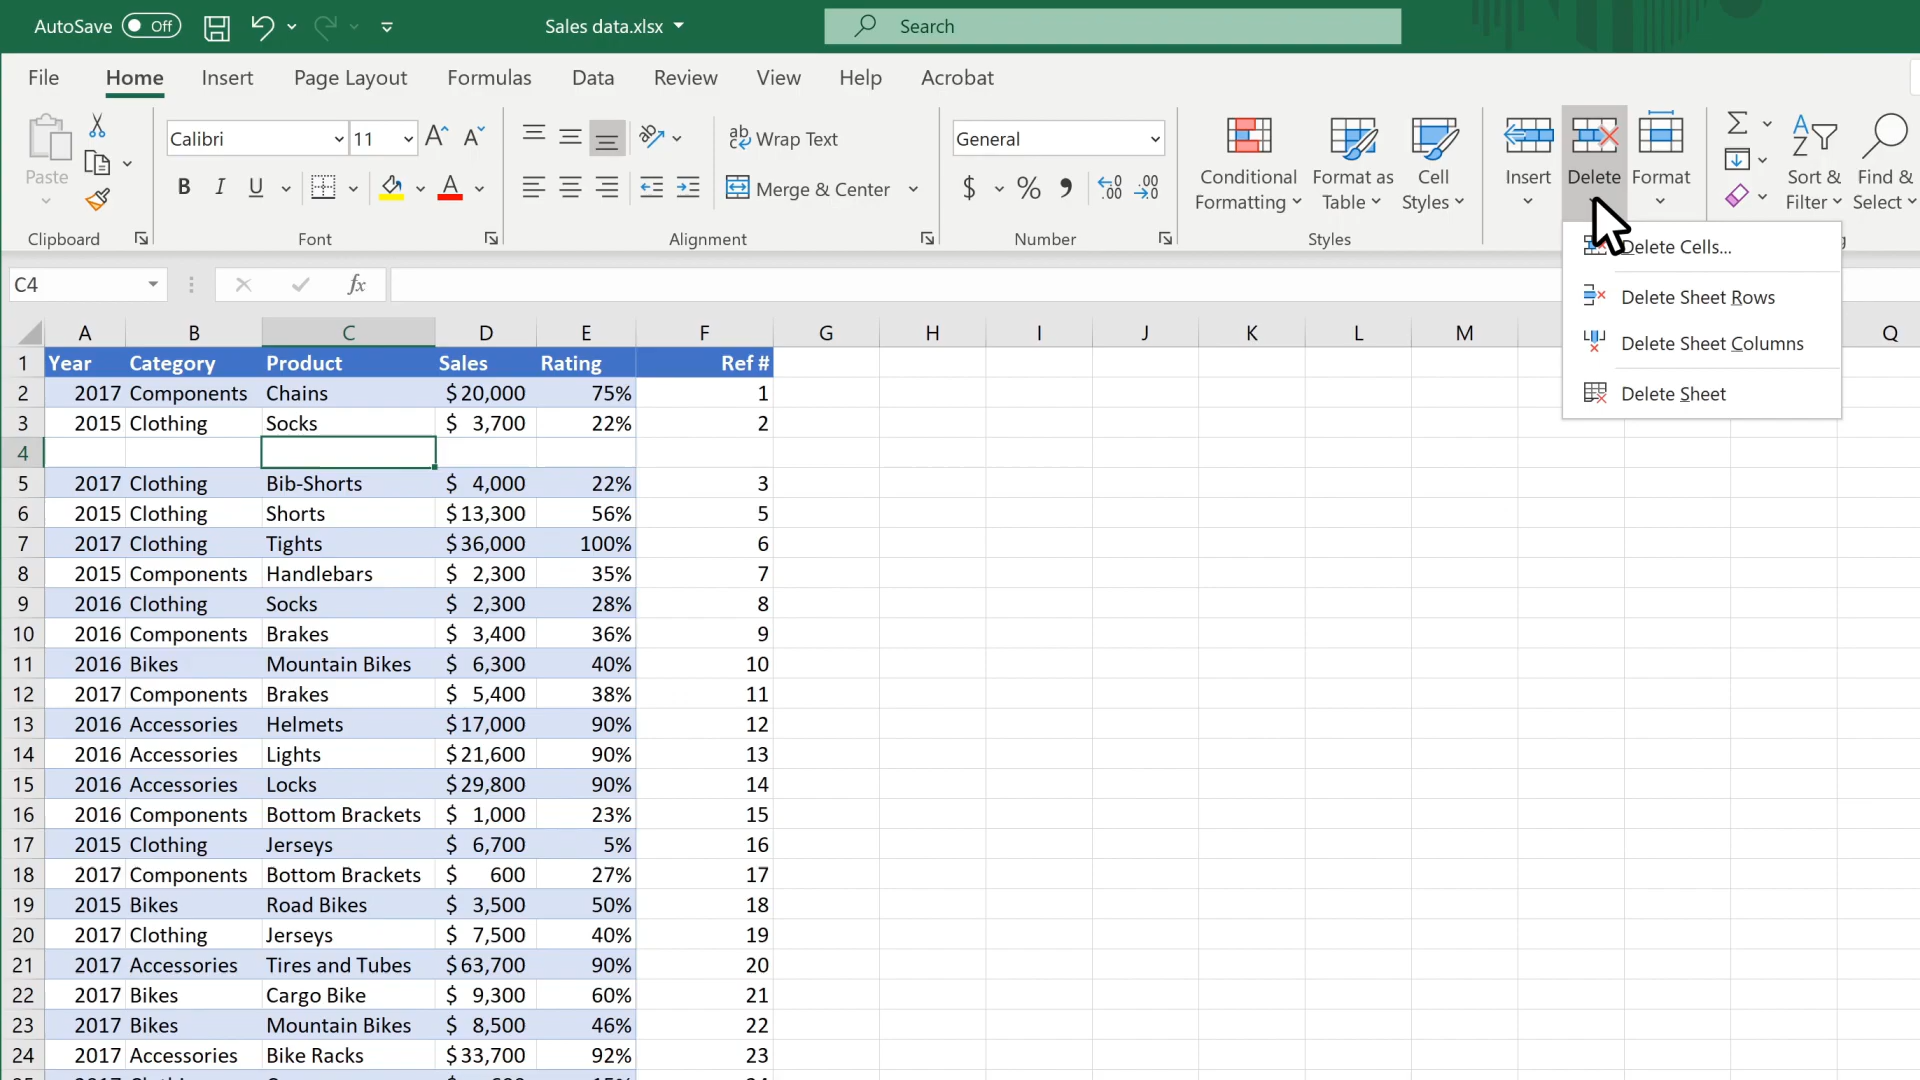 AutoSave Off Sales data.xlsx Search
File Home Insert Page Layout Formulas Data Review View Help Acrobat
Paste
Calibri 11
B I U
Wrap Text
Merge & Center
General
$ % 9
Conditional Formatting
Format as Table
Cell Styles
Insert Delete Format
Sort & Filter
Find & Select
Clipboard Font Alignment Number Styles
Delete Cells...
Delete Sheet Rows
Delete Sheet Columns
Delete Sheet
C4 fx
A B C D E F G H I J K L M Q
1 Year Category Product Sales Rating Ref #
2 2017 Components Chains $20,000 75% 1
3 2015 Clothing Socks $ 3,700 22% 2
4
5 2017 Clothing Bib-Shorts $ 4,000 22% 3
6 2015 Clothing Shorts $13,300 56% 5
7 2017 Clothing Tights $36,000 100% 6
8 2015 Components Handlebars $ 2,300 35% 7
9 2016 Clothing Socks $ 2,300 28% 8
10 2016 Components Brakes $ 3,400 36% 9
11 2016 Bikes Mountain Bikes $ 6,300 40% 10
12 2017 Components Brakes $ 5,400 38% 11
13 2016 Accessories Helmets $17,000 90% 12
14 2016 Accessories Lights $21,600 90% 13
15 2016 Accessories Locks $29,800 90% 14
16 2016 Components Bottom Brackets $ 1,000 23% 15
17 2015 Clothing Jerseys $ 6,700 5% 16
18 2017 Components Bottom Brackets $ 600 27% 17
19 2015 Bikes Road Bikes $ 3,500 50% 18
20 2017 Clothing Jerseys $ 7,500 40% 19
21 2017 Accessories Tires and Tubes $63,700 90% 20
22 2017 Bikes Cargo Bike $ 9,300 60% 21
23 2017 Bikes Mountain Bikes $ 8,500 46% 22
24 2017 Accessories Bike Racks $33,700 92% 23